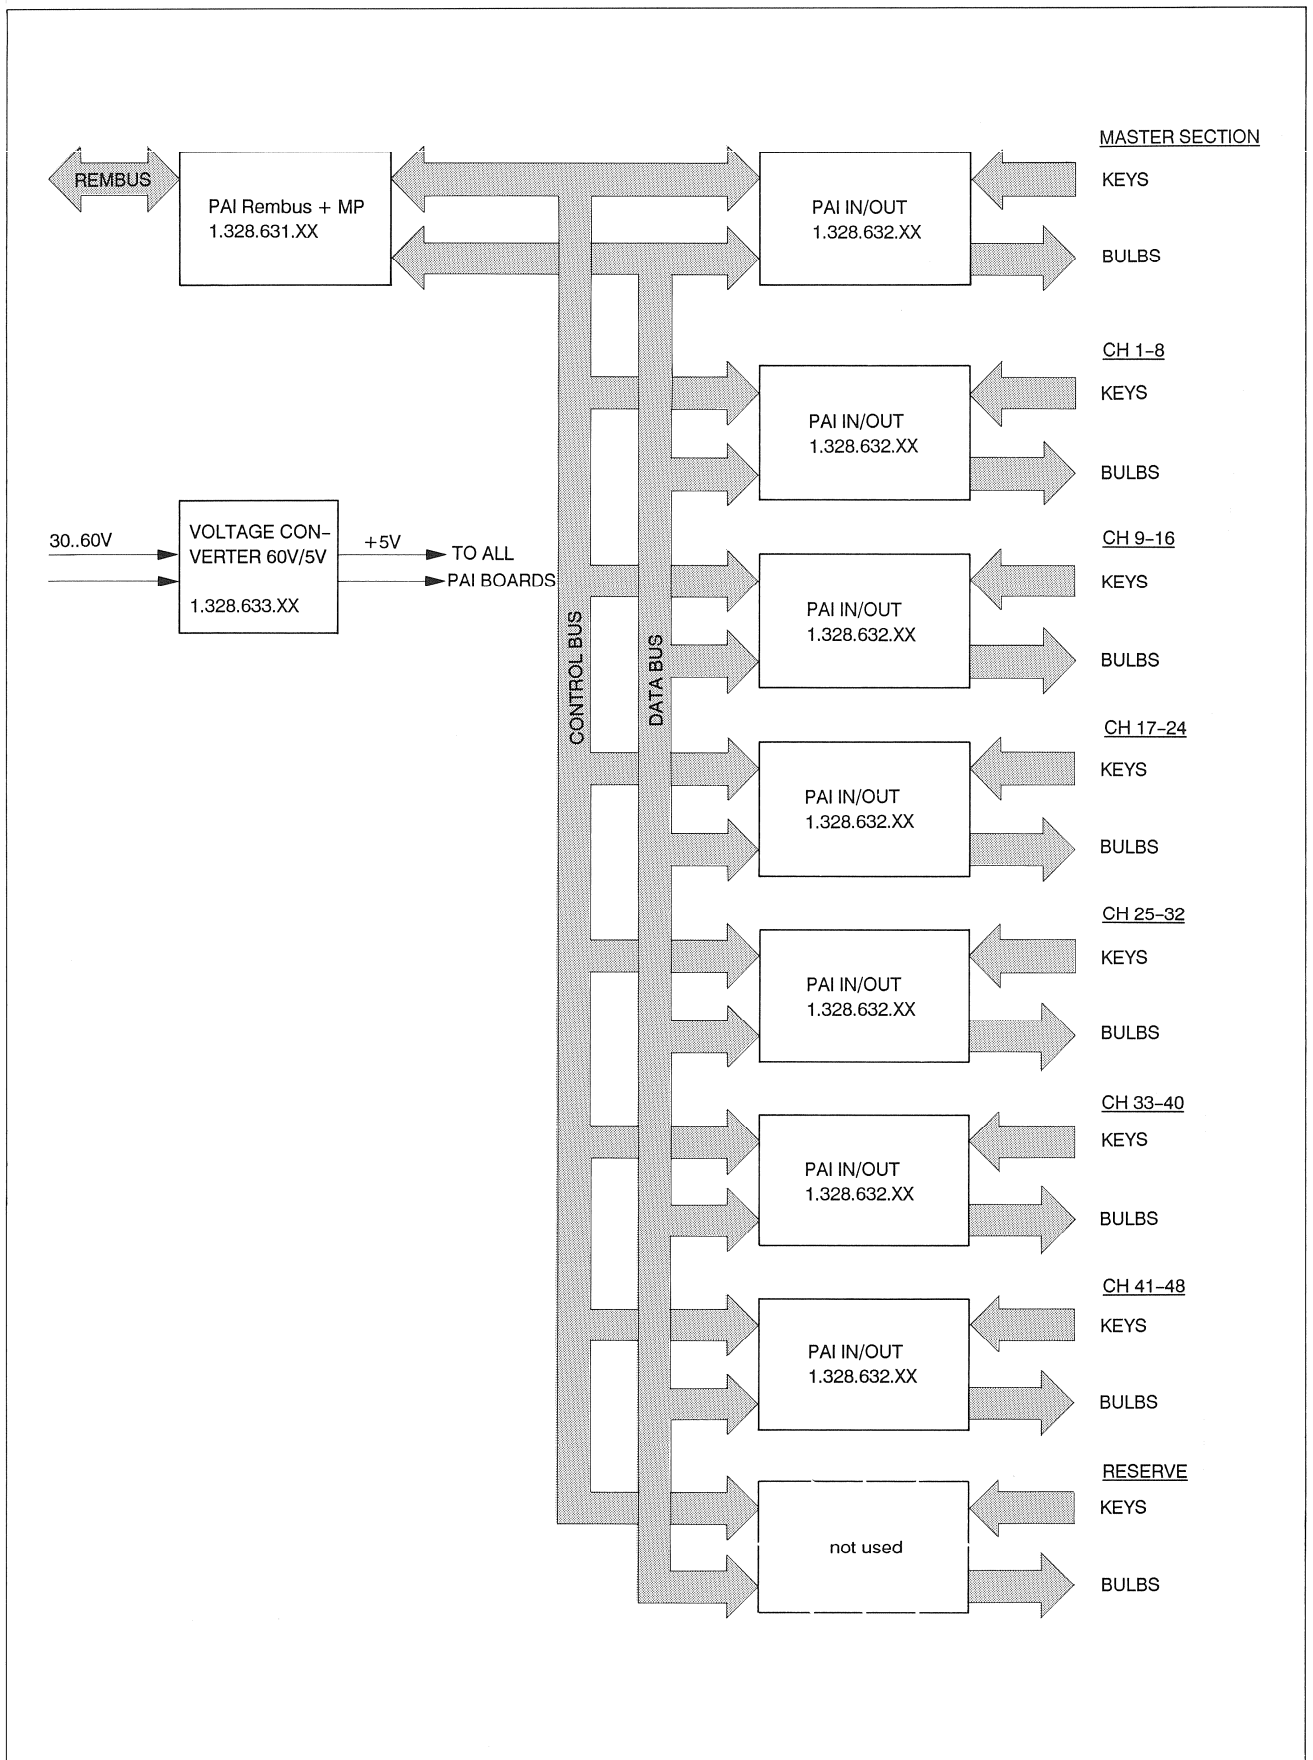 MASTER SECTION
REMBUS
PAI Rembus + MP
1.328.631.XX
PAI IN/OUT
1.328.632.XX
KEYS
BULBS
CH 1–8
PAI IN/OUT
1.328.632.XX
KEYS
BULBS
30..60V
VOLTAGE CON–
VERTER 60V/5V
1.328.633.XX
+5V
TO ALL
PAI BOARDS
CONTROL BUS
DATA BUS
CH 9–16
PAI IN/OUT
1.328.632.XX
KEYS
BULBS
CH 17–24
PAI IN/OUT
1.328.632.XX
KEYS
BULBS
CH 25–32
PAI IN/OUT
1.328.632.XX
KEYS
BULBS
CH 33–40
PAI IN/OUT
1.328.632.XX
KEYS
BULBS
CH 41–48
PAI IN/OUT
1.328.632.XX
KEYS
BULBS
RESERVE
not used
KEYS
BULBS